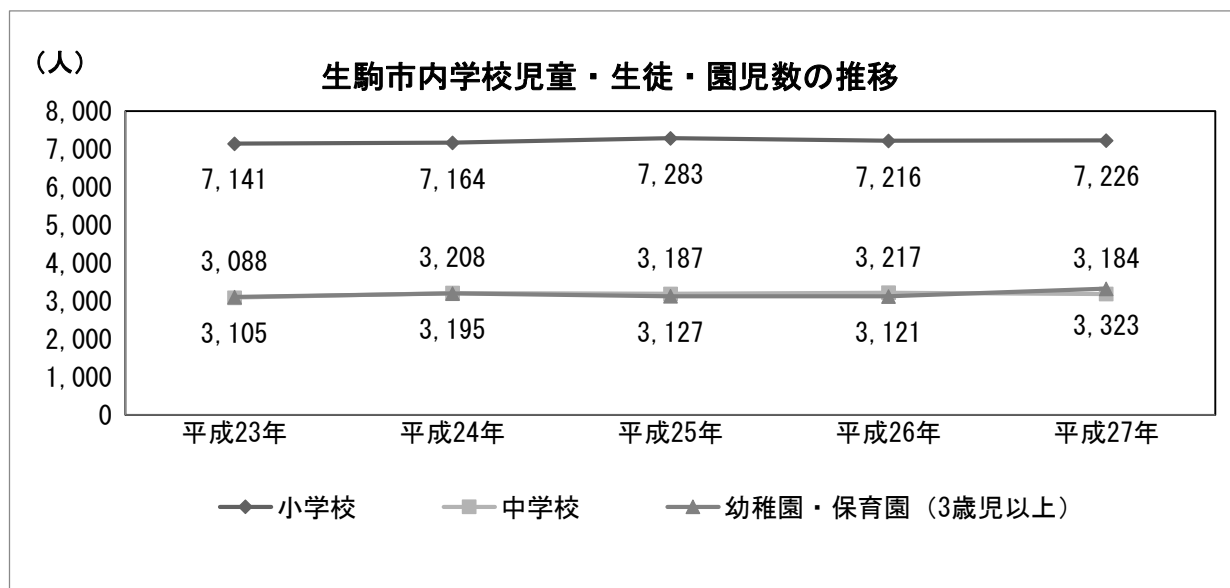 (人)
生駒市内学校児童・生徒・園児数の推移
8,000
7,000
6,000
5,000
4,000
3,000
2,000
1,000
0
7,141 7,164 7,283 7,216 7,226
3,088 3,208 3,187 3,217 3,184
3,105 3,195 3,127 3,121 3,323
平成23年 平成24年 平成25年 平成26年 平成27年
小学校 中学校 幼稚園・保育園（3歳児以上）